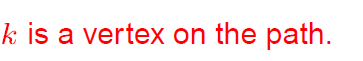 k is a vertex on the path.